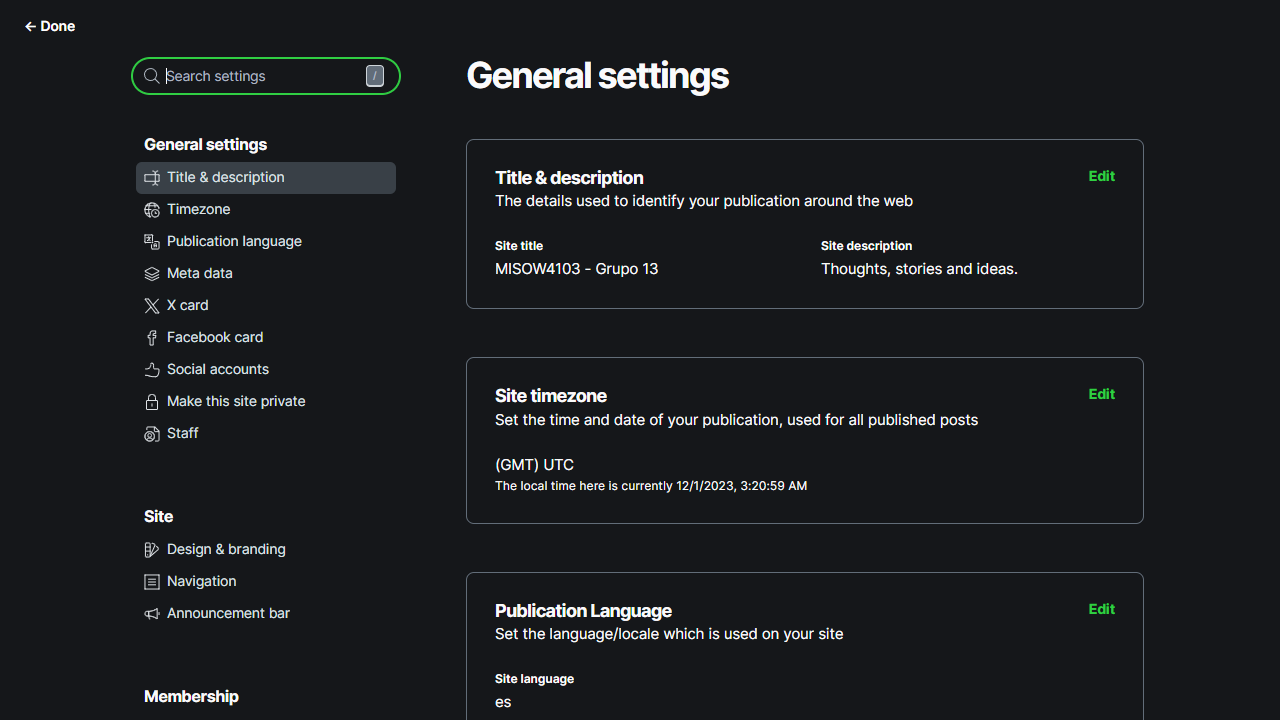 ← Done
Search settings
/
General settings
Title & description
Timezone
Publication language
Meta data
X card
Facebook card
Social accounts
Make this site private
Staff
Site
Design & branding
Navigation
Announcement bar
Membership
General settings
Title & description
Edit
The details used to identify your publication around the web
Site title
MISOW4103 - Grupo 13
Site description
Thoughts, stories and ideas.
Site timezone
Edit
Set the time and date of your publication, used for all published posts
(GMT) UTC
The local time here is currently 12/1/2023, 3:20:59 AM
Publication Language
Edit
Set the language/locale which is used on your site
Site language
es